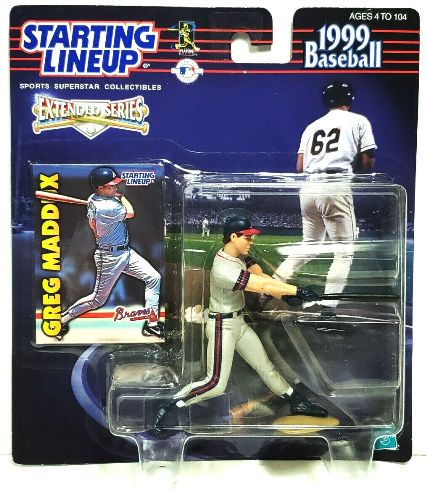 STARTING
LINEUP®
AGES 4 TO 104
1999
Baseball
SPORTS SUPERSTAR COLLECTIBLES
EXTENDED SERIES
62
STARTING
LINEUP
GREG MADDUX
Braves